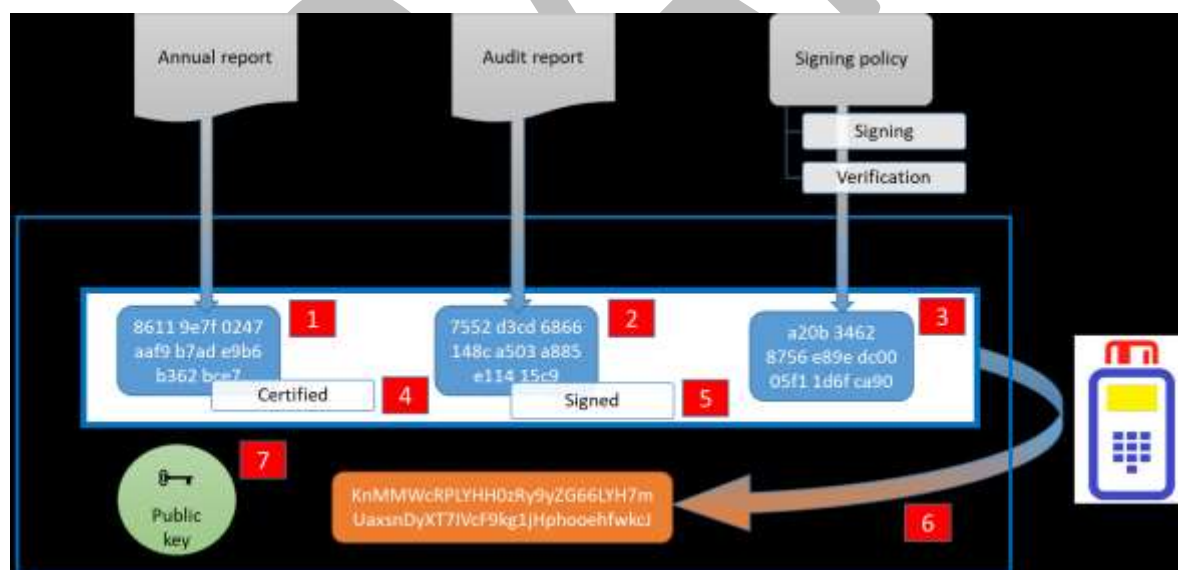 Annual report
Audit report
Signing policy
Signing
Verification
8611 9e7f 0247
aaf9 b7ad e9b6
b362 bce7
1
Certified
4
7552 d3cd 6866
148c a503 a885
e114 15c9
2
Signed
5
a20b 3462
8756 e89e dc00
05f1 1d6f ca90
3
7
Public
key
KnMMWcRPLYHH0zRy9yZG66LYH7m
UaxsnDyXT7IVcF9kg1jHphooehfwkcJ
6